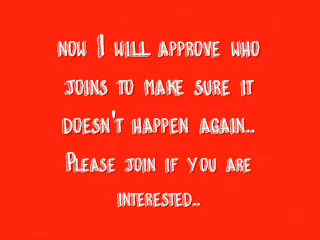 now I will approve who
joins to make sure it
doesn't happen again..
Please join if you are
interested..